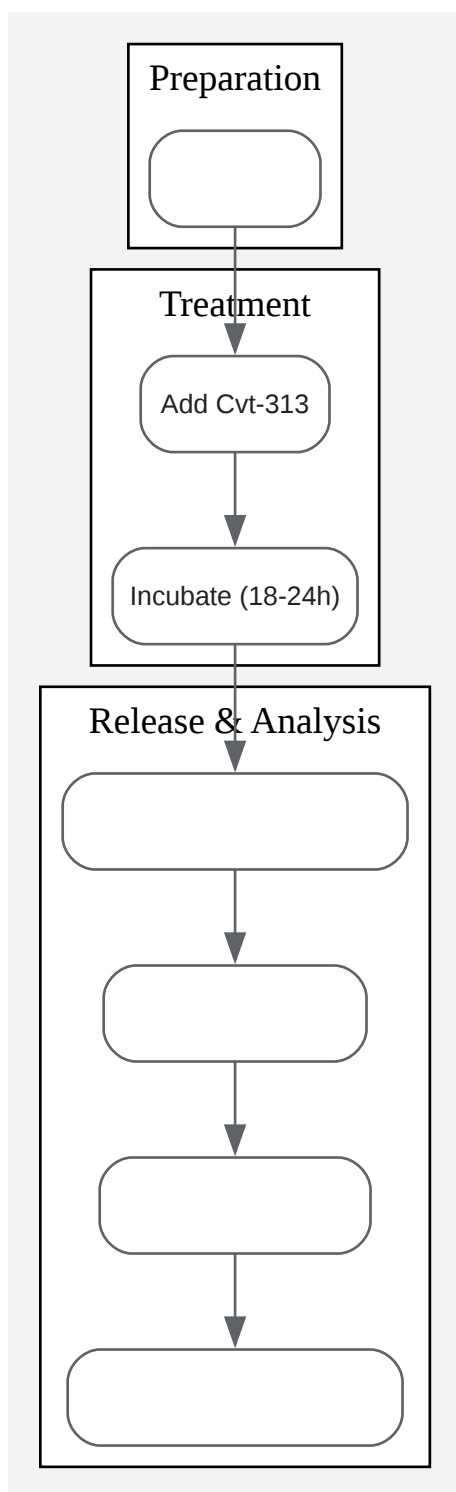 Preparation
Treatment
Add Cvt-313
Incubate (18-24h)
Release & Analysis